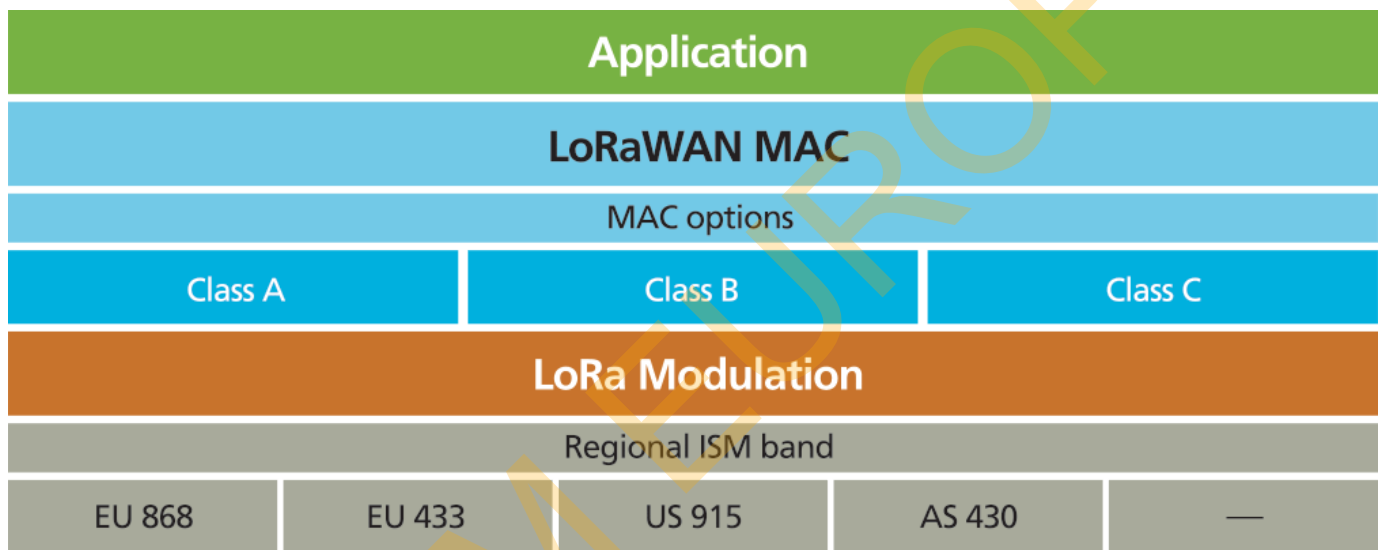 Application
LoRaWAN MAC
MAC options
Class A Class B Class C
LoRa Modulation
Regional ISM band
EU 868 EU 433 US 915 AS 430 —
M EUROP